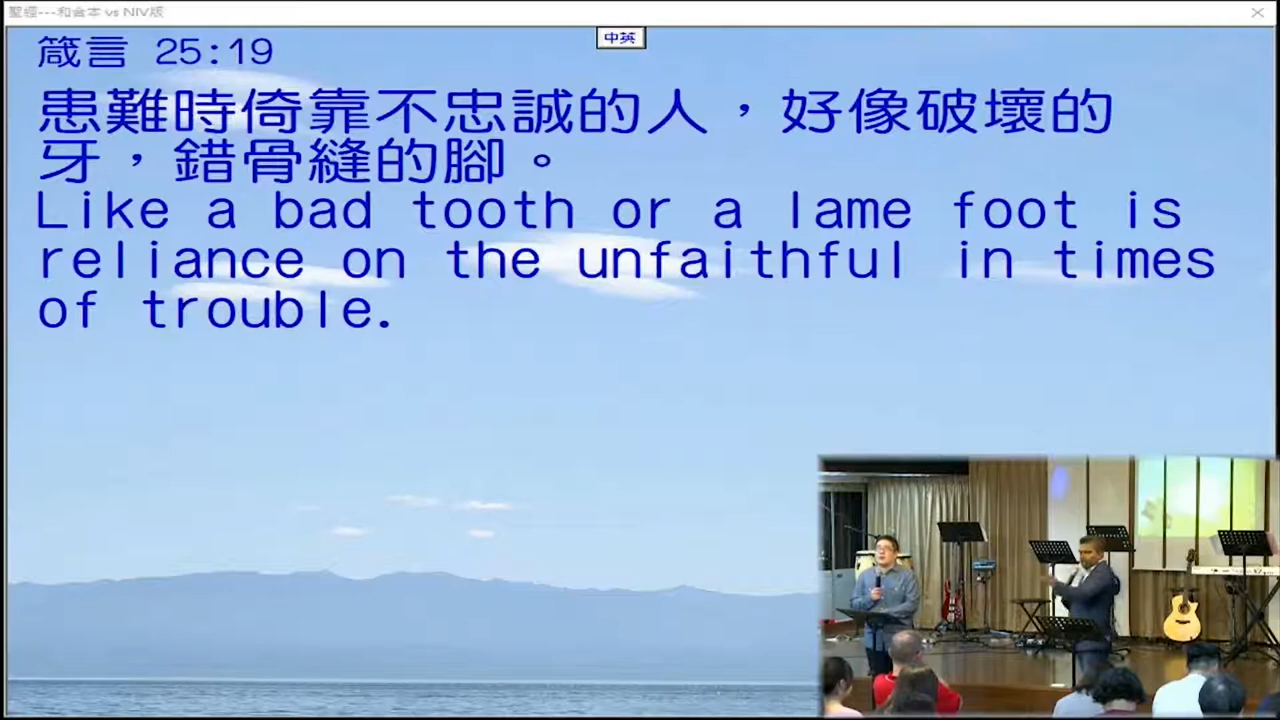 聖經---和合本 vs NIV版
中英
箴言 25:19
患難時倚靠不忠誠的人，好像破壞的
牙，錯骨縫的腳。
Like a bad tooth or a lame foot is
reliance on the unfaithful in times
of trouble.